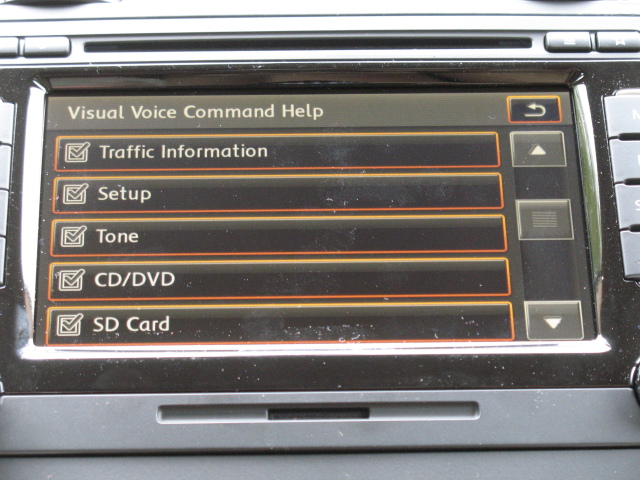 Visual Voice Command Help
Traffic Information
Setup
Tone
CD/DVD
SD Card